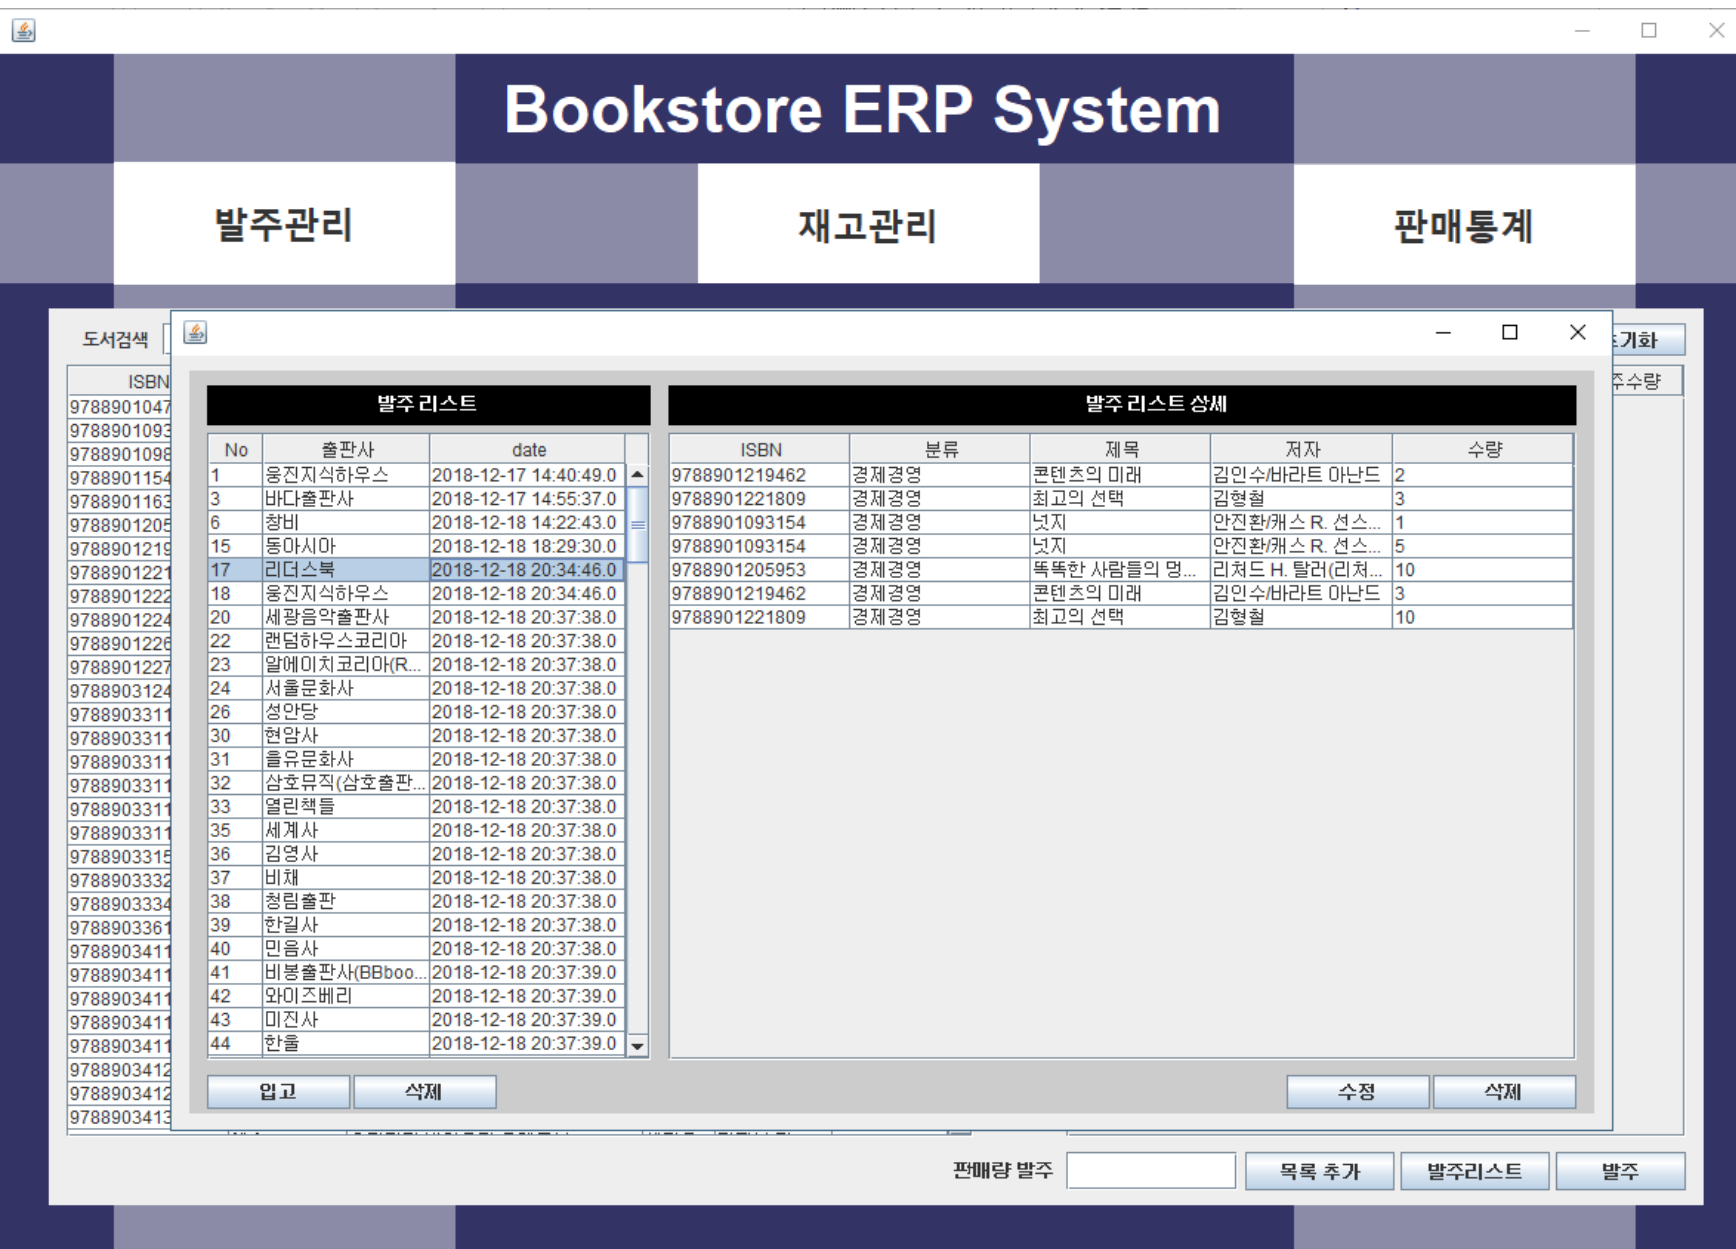 Bookstore ERP System
발주관리 재고관리 판매통계
도서검색 초기화
ISBN 주수량
9788901047
9788901093
9788901098
9788901154
9788901163
9788901205
9788901219
9788901221
9788901222
9788901224
9788901226
9788901227
9788903124
9788903311
9788903311
9788903311
9788903311
9788903311
9788903311
9788903315
9788903332
9788903334
9788903361
9788903411
9788903411
9788903411
9788903411
9788903411
9788903412
9788903412
9788903413
발주 리스트
No 출판사 date
1 웅진지식하우스 2018-12-17 14:40:49.0
3 바다출판사 2018-12-17 14:55:37.0
6 창비 2018-12-18 14:22:43.0
15 동아시아 2018-12-18 18:29:30.0
17 리더스북 2018-12-18 20:34:46.0
18 웅진지식하우스 2018-12-18 20:34:46.0
20 세광음악출판사 2018-12-18 20:37:38.0
22 랜덤하우스코리아 2018-12-18 20:37:38.0
23 알에이치코리아(R... 2018-12-18 20:37:38.0
24 서울문화사 2018-12-18 20:37:38.0
26 성안당 2018-12-18 20:37:38.0
30 현암사 2018-12-18 20:37:38.0
31 을유문화사 2018-12-18 20:37:38.0
32 삼호뮤직(삼호출판... 2018-12-18 20:37:38.0
33 열린책들 2018-12-18 20:37:38.0
35 세계사 2018-12-18 20:37:38.0
36 김영사 2018-12-18 20:37:38.0
37 비채 2018-12-18 20:37:38.0
38 청림출판 2018-12-18 20:37:38.0
39 한길사 2018-12-18 20:37:38.0
40 민음사 2018-12-18 20:37:38.0
41 비봉출판사(BBboo... 2018-12-18 20:37:39.0
42 와이즈베리 2018-12-18 20:37:39.0
43 미진사 2018-12-18 20:37:39.0
44 한울 2018-12-18 20:37:39.0
입고 삭제
발주 리스트 상세
ISBN 분류 제목 저자 수량
9788901219462 경제경영 콘텐츠의 미래 김인수/바라트 아난드 2
9788901221809 경제경영 최고의 선택 김형철 3
9788901093154 경제경영 넛지 안진환/캐스 R. 선스... 1
9788901093154 경제경영 넛지 안진환/캐스 R. 선스... 5
9788901205953 경제경영 똑똑한 사람들의 멍... 리처드 H. 탈러(리처... 10
9788901219462 경제경영 콘텐츠의 미래 김인수/바라트 아난드 3
9788901221809 경제경영 최고의 선택 김형철 10
수정 삭제
판매량 발주 목록 추가 발주리스트 발주